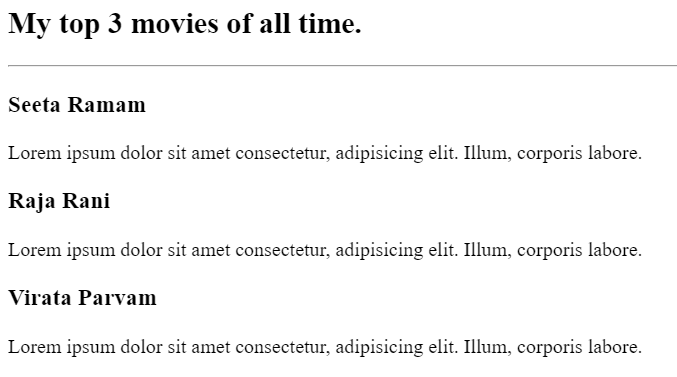 My top 3 movies of all time.
Seeta Ramam
Lorem ipsum dolor sit amet consectetur, adipisicing elit. Illum, corporis labore.
Raja Rani
Lorem ipsum dolor sit amet consectetur, adipisicing elit. Illum, corporis labore.
Virata Parvam
Lorem ipsum dolor sit amet consectetur, adipisicing elit. Illum, corporis labore.